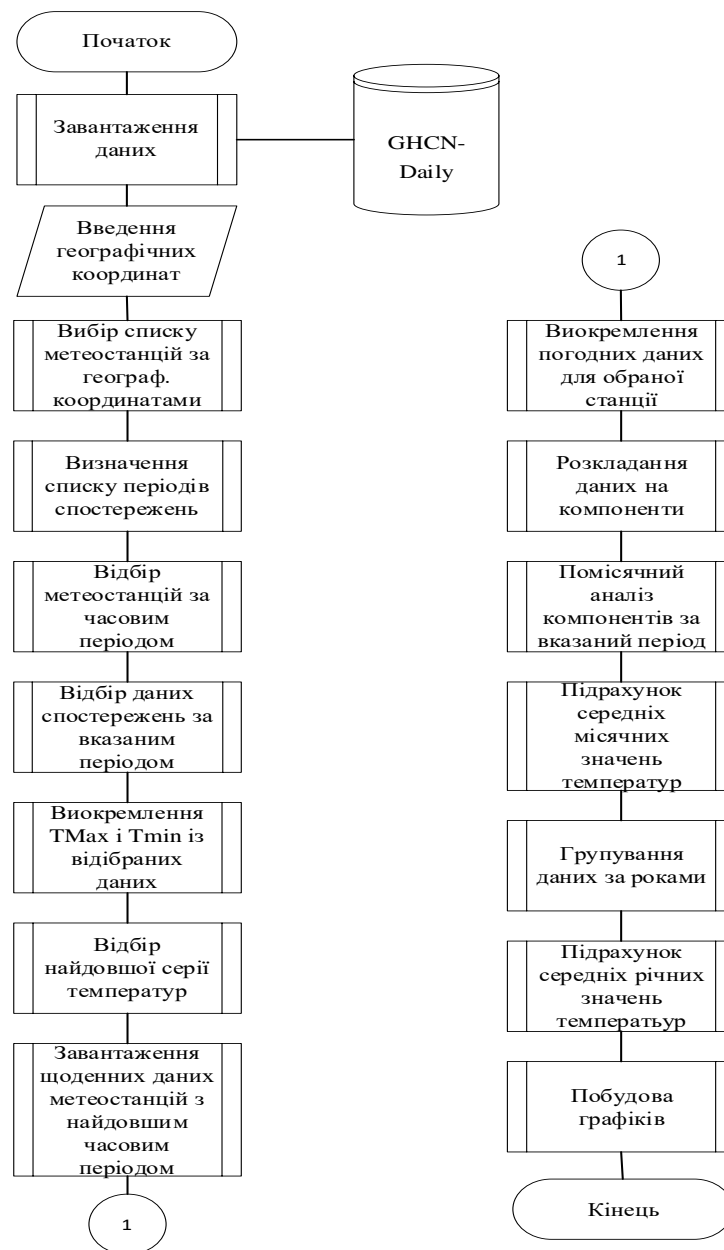 Початок
Завантаження
даних
GHCN-
Daily
Введення
географічних
координат
Вибір списку
метеостанцій за
географ.
координатами
Визначення
списку періодів
спостережень
Відбір
метеостанцій за
часовим
періодом
Відбір даних
спостережень за
вказаним
періодом
Виокремлення
TMax і Tmin із
відібраних
даних
Відбір
найдовшої серії
температур
Завантаження
щоденних даних
метеостанцій з
найдовшим
часовим
періодом
1
1
Виокремлення
погодних даних
для обраної
станції
Розкладання
даних на
компоненти
Помісячний
аналіз
компонентів за
вказаний період
Підрахунок
середніх
місячних
значень
температур
Групування
даних за роками
Підрахунок
середніх річних
значень
температьур
Побудова
графіків
Кінець